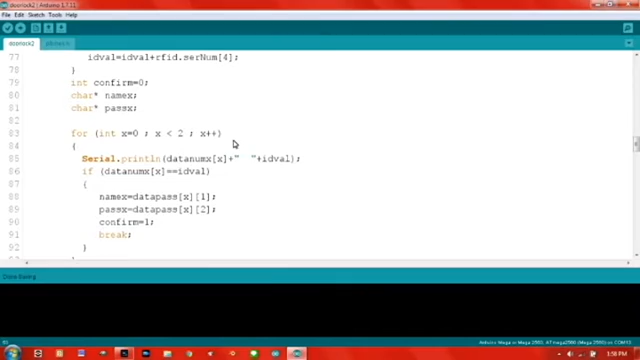 doorlock2 | Arduino 1.7.11
File Edit Sketch Tools Help
doorlock2
77 idval=idval+rfid.serNum[4];
78 }
79 int confirm=0;
80 char* namex;
81 char* passx;
82
83 for (int x=0 ; x < 2 ; x++)
84 {
85 Serial.println(datanumx[x]+" "+idval);
86 if (datanumx[x]==idval)
87 {
88 namex=datapass[x][1];
89 passx=datapass[x][2];
90 confirm=1;
91 break;
92 }
Done Saving.
Arduino Mega or Mega 2560, ATmega2560 (Mega 2560) on COM
3:58 PM